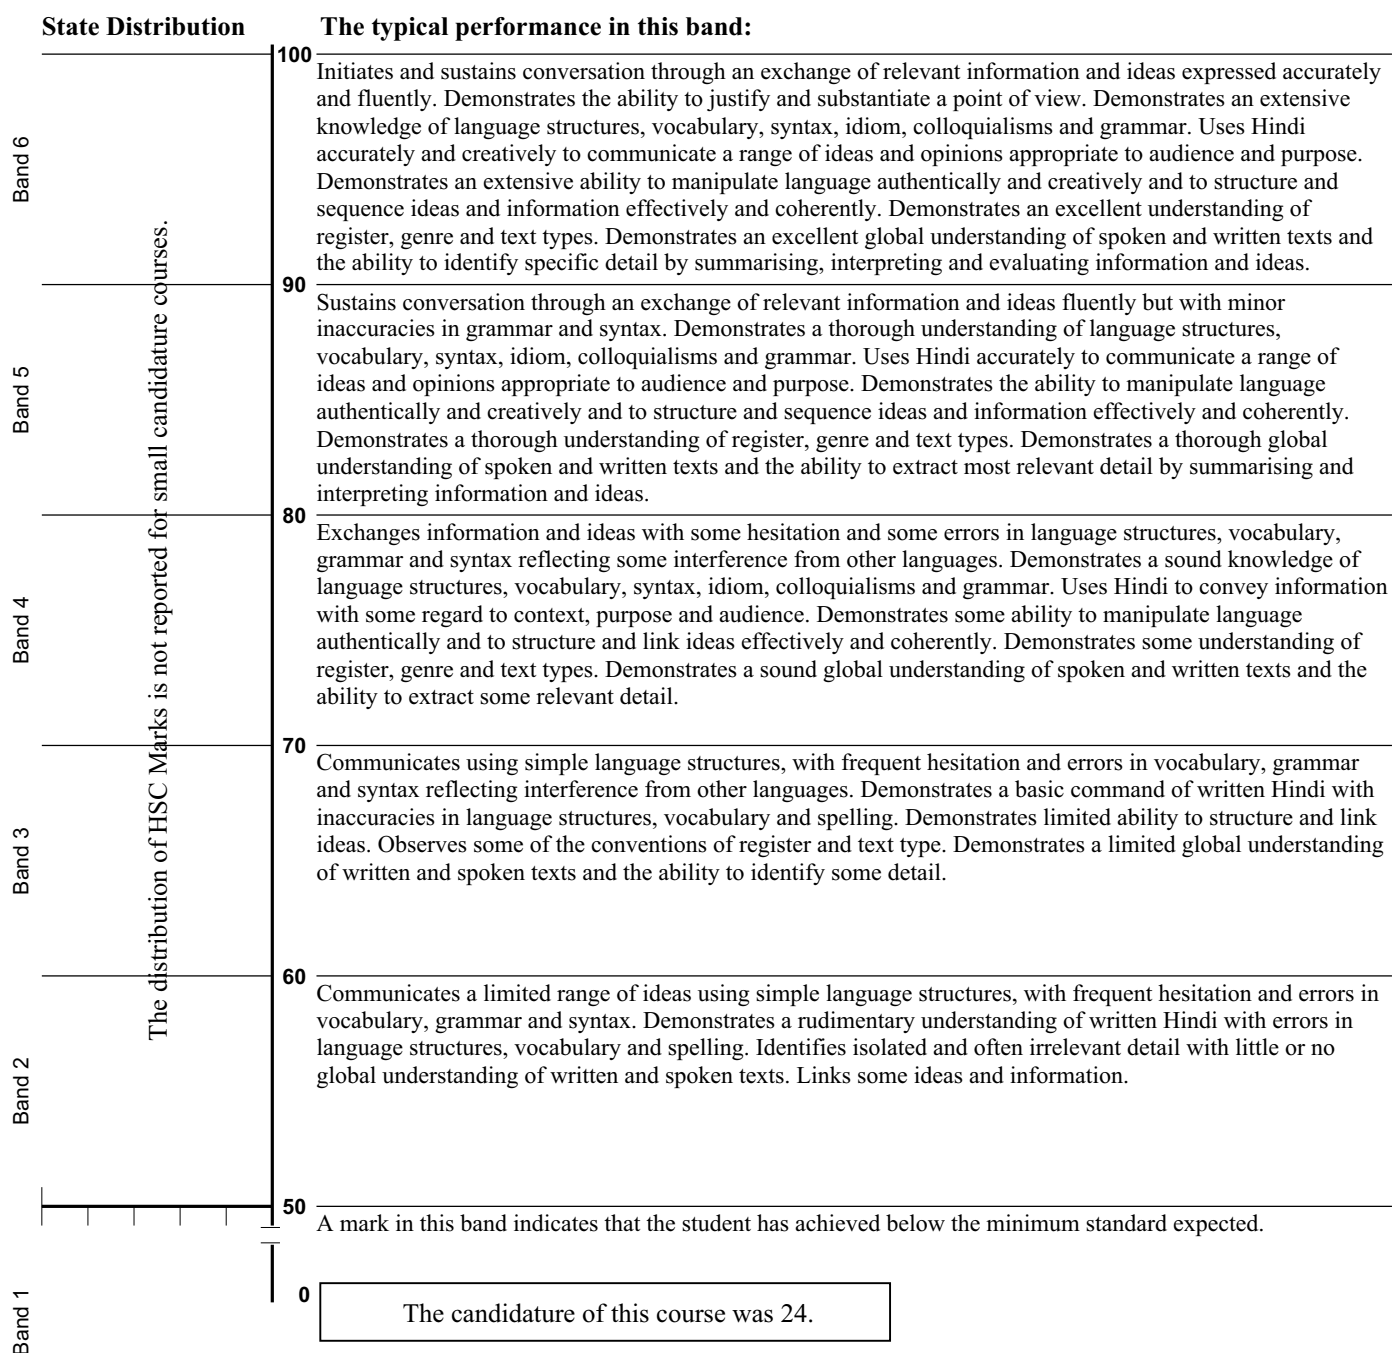 State Distribution
The typical performance in this band:
100
Band 6
Initiates and sustains conversation through an exchange of relevant information and ideas expressed accurately
and fluently. Demonstrates the ability to justify and substantiate a point of view. Demonstrates an extensive
knowledge of language structures, vocabulary, syntax, idiom, colloquialisms and grammar. Uses Hindi
accurately and creatively to communicate a range of ideas and opinions appropriate to audience and purpose.
Demonstrates an extensive ability to manipulate language authentically and creatively and to structure and
sequence ideas and information effectively and coherently. Demonstrates an excellent understanding of
register, genre and text types. Demonstrates an excellent global understanding of spoken and written texts and
the ability to identify specific detail by summarising, interpreting and evaluating information and ideas.
The distribution of HSC Marks is not reported for small candidature courses.
90
Band 5
Sustains conversation through an exchange of relevant information and ideas fluently but with minor
inaccuracies in grammar and syntax. Demonstrates a thorough understanding of language structures,
vocabulary, syntax, idiom, colloquialisms and grammar. Uses Hindi accurately to communicate a range of
ideas and opinions appropriate to audience and purpose. Demonstrates the ability to manipulate language
authentically and creatively and to structure and sequence ideas and information effectively and coherently.
Demonstrates a thorough understanding of register, genre and text types. Demonstrates a thorough global
understanding of spoken and written texts and the ability to extract most relevant detail by summarising and
interpreting information and ideas.
80
Band 4
Exchanges information and ideas with some hesitation and some errors in language structures, vocabulary,
grammar and syntax reflecting some interference from other languages. Demonstrates a sound knowledge of
language structures, vocabulary, syntax, idiom, colloquialisms and grammar. Uses Hindi to convey information
with some regard to context, purpose and audience. Demonstrates some ability to manipulate language
authentically and to structure and link ideas effectively and coherently. Demonstrates some understanding of
register, genre and text types. Demonstrates a sound global understanding of spoken and written texts and the
ability to extract some relevant detail.
70
Band 3
Communicates using simple language structures, with frequent hesitation and errors in vocabulary, grammar
and syntax reflecting interference from other languages. Demonstrates a basic command of written Hindi with
inaccuracies in language structures, vocabulary and spelling. Demonstrates limited ability to structure and link
ideas. Observes some of the conventions of register and text type. Demonstrates a limited global understanding
of written and spoken texts and the ability to identify some detail.
60
Band 2
Communicates a limited range of ideas using simple language structures, with frequent hesitation and errors in
vocabulary, grammar and syntax. Demonstrates a rudimentary understanding of written Hindi with errors in
language structures, vocabulary and spelling. Identifies isolated and often irrelevant detail with little or no
global understanding of written and spoken texts. Links some ideas and information.
50
Band 1
A mark in this band indicates that the student has achieved below the minimum standard expected.
0
The candidature of this course was 24.